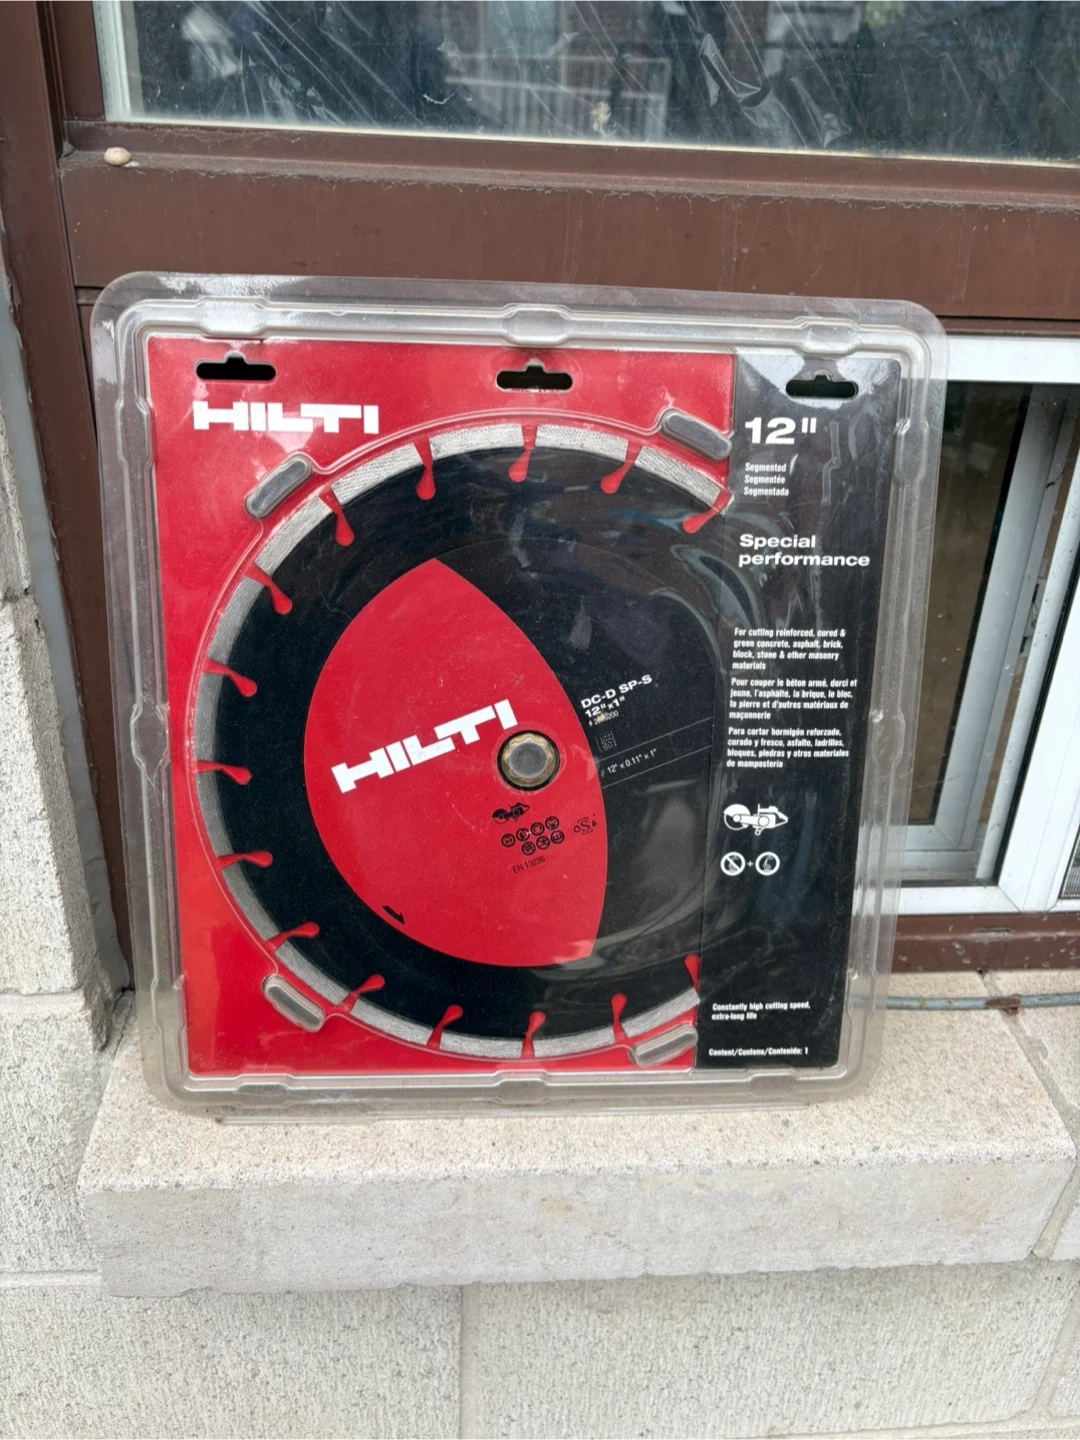 HILTI
12"
Segmented
Segmentée
Segmentada
Special
performance
For cutting reinforced, cured &
green concrete, asphalt, brick,
block, stone & other masonry
materials
Pour couper le béton armé, durci et
jeune, l'asphalte, la brique, le bloc,
la pierre et d'autres matériaux de
maçonnerie
Para cortar hormigón reforzado,
curado y fresco, asfalto, ladrillos,
bloques, piedras y otros materiales
de mampostería
HILTI
DC-D SP-S
12"x1"
12" x 0.11" x 1"
EN 13236
Constantly high cutting speed,
extra-long life
Content/Contenu/Contenido: 1